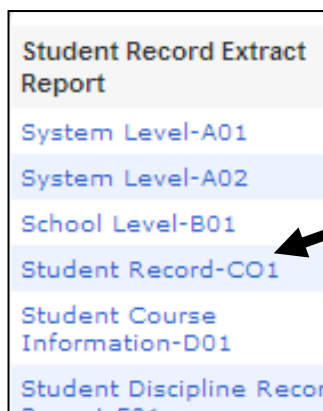 Student Record Extract
Report
System Level-A01
System Level-A02
School Level-B01
Student Record-CO1
Student Course
Information-D01
Student Discipline